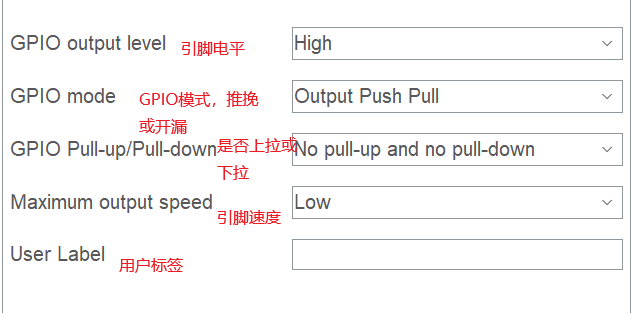 GPIO output level 引脚电平 High
GPIO mode GPIO模式，推挽 Output Push Pull
或开漏
GPIO Pull-up/Pull-down 是否上拉或 No pull-up and no pull-down
下拉
Maximum output speed 引脚速度 Low
User Label 用户标签